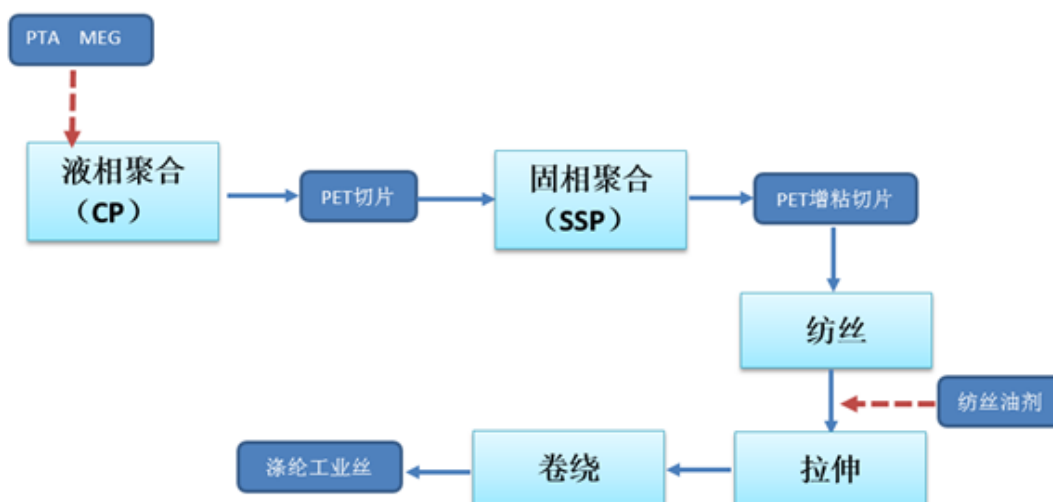 PTA MEG
液相聚合
（CP）
PET切片
固相聚合
（SSP）
PET增粘切片
纺丝
纺丝油剂
拉伸
卷绕
涤纶工业丝